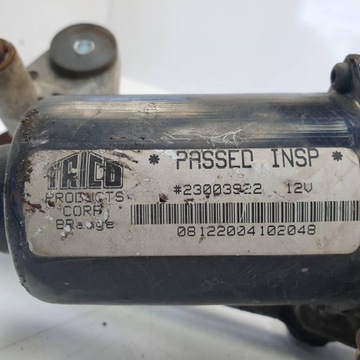 TRICO
PRODUCTS
CORP.
* PASSED INSP *
#23003922 12V
08122004102048